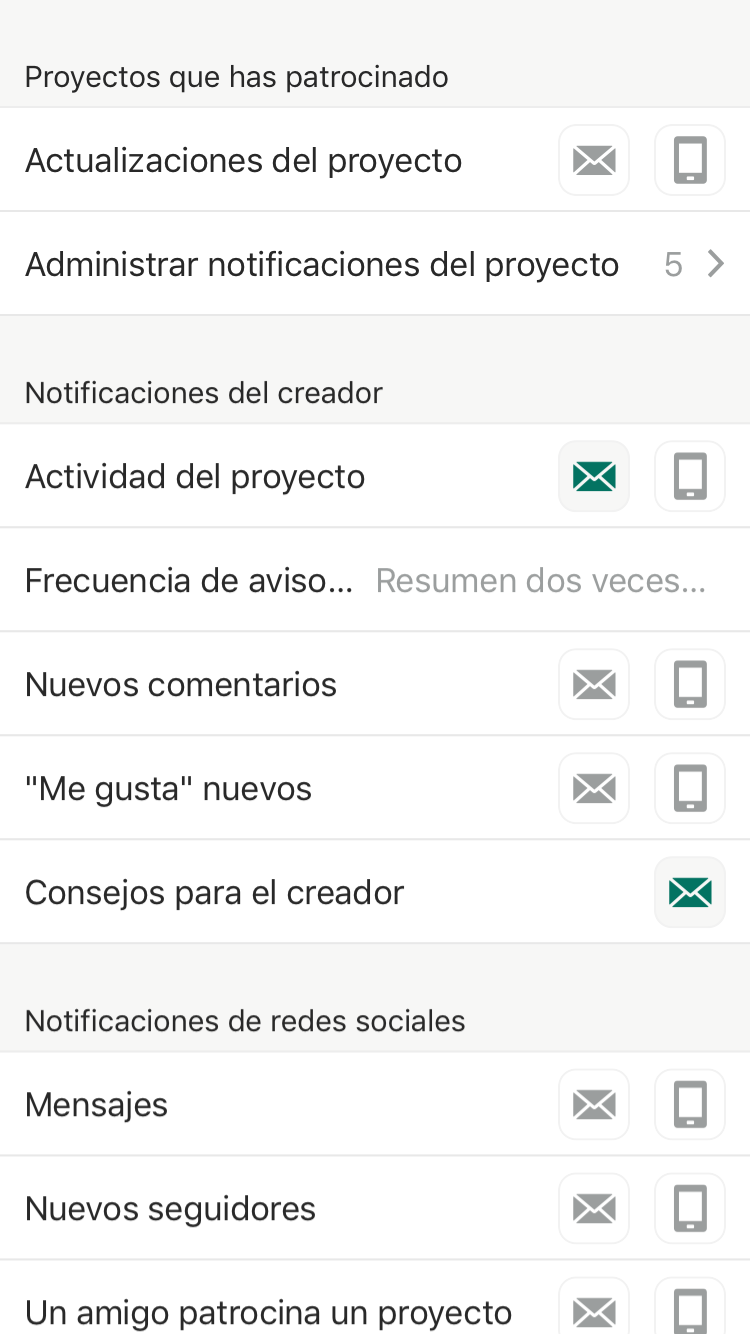 Proyectos que has patrocinado
Actualizaciones del proyecto
Administrar notificaciones del proyecto 5
Notificaciones del creador
Actividad del proyecto
Frecuencia de aviso... Resumen dos veces...
Nuevos comentarios
"Me gusta" nuevos
Consejos para el creador
Notificaciones de redes sociales
Mensajes
Nuevos seguidores
Un amigo patrocina un proyecto